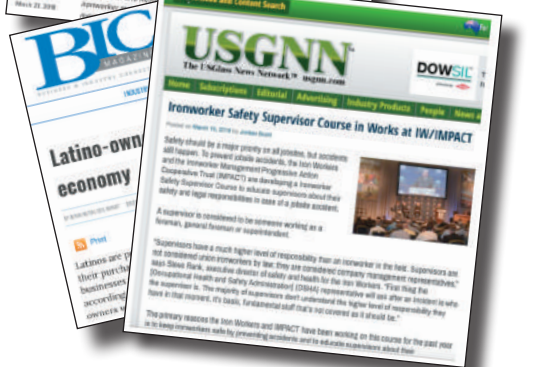 March 23, 2018
BIC
MAGAZINE
Latino-own
economy
Print
Latinos are p
their purcha
businesses
according
owners
and Content Search
USGNN
The USGlass News Network™ usgnn.com
DOWSIL
Home Subscriptions Editorial Advertising Industry Products People News
Ironworker Safety Supervisor Course in Works at IW/IMPACT
Posted on March 15, 2018 by Jordan Scott
Safety should be a major priority on all jobsites, but accidents
still happen. To prevent jobsite accidents, the Iron Workers
and the Ironworker Management Progressive Action
Cooperative Trust (IMPACT) are developing a Ironworker
Safety Supervisor Course to educate supervisors about their
safety and legal responsibilities in case of a jobsite accident.
A supervisor is considered to be someone working as a
foreman, general foreman or superintendent.
"Supervisors have a much higher level of responsibility than an ironworker in the field. Supervisors are
not considered union ironworkers by law; they are considered company management representatives,"
says Steve Rank, executive director of safety and health for the Iron Workers. "First thing the
[Occupational Health and Safety Administration] (OSHA) representative will ask after an incident is who
the supervisor is. The majority of supervisors don't understand the higher level of responsibility they
have in that moment. It's basic, fundamental stuff that's not covered as it should be."
The primary reasons the Iron Workers and IMPACT have been working on this course for the past year
is to keep ironworkers safe by preventing accidents and to educate supervisors about their